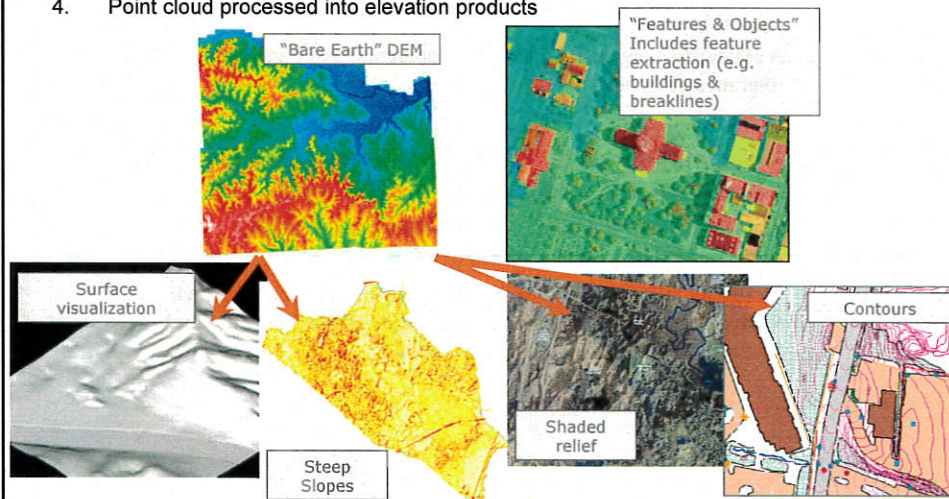 4. Point cloud processed into elevation products
"Bare Earth" DEM
"Features & Objects"
Includes feature
extraction (e.g.
buildings &
breaklines)
Surface
visualization
Steep
Slopes
Shaded
relief
Contours